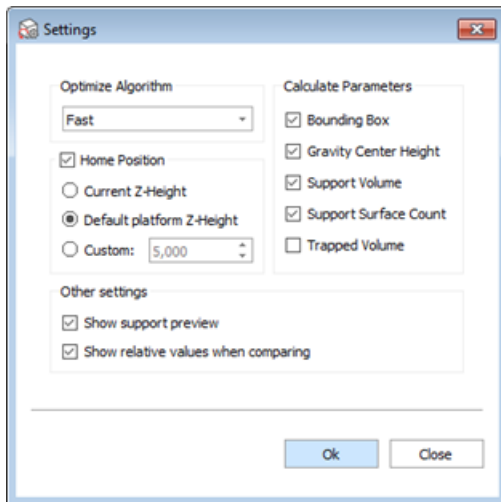 Settings
Optimize Algorithm
Fast
Home Position
Current Z-Height
Default platform Z-Height
Custom: 5,000
Calculate Parameters
Bounding Box
Gravity Center Height
Support Volume
Support Surface Count
Trapped Volume
Other settings
Show support preview
Show relative values when comparing
Ok Close